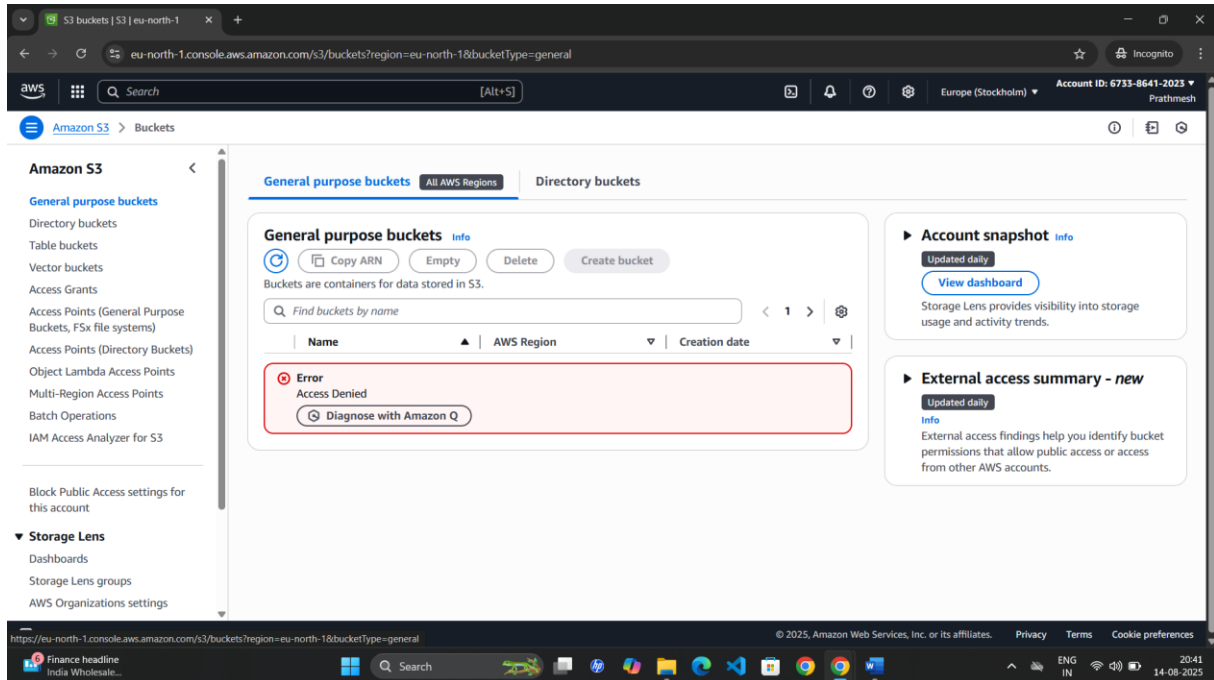 S3 buckets | S3 | eu-north-1
eu-north-1.console.aws.amazon.com/s3/buckets?region=eu-north-1&bucketType=general
Incognito
aws
Search
[Alt+S]
Europe (Stockholm)
Account ID: 6733-8641-2023
Prathmesh
Amazon S3 > Buckets
Amazon S3
General purpose buckets
Directory buckets
Table buckets
Vector buckets
Access Grants
Access Points (General Purpose
Buckets, FSx file systems)
Access Points (Directory Buckets)
Object Lambda Access Points
Multi-Region Access Points
Batch Operations
IAM Access Analyzer for S3
Block Public Access settings for
this account
Storage Lens
Dashboards
Storage Lens groups
AWS Organizations settings
General purpose buckets All AWS Regions
Directory buckets
General purpose buckets Info
Copy ARN
Empty
Delete
Create bucket
Buckets are containers for data stored in S3.
Find buckets by name
1
Name
AWS Region
Creation date
Error
Access Denied
Diagnose with Amazon Q
Account snapshot Info
Updated daily
View dashboard
Storage Lens provides visibility into storage
usage and activity trends.
External access summary - new
Updated daily
Info
External access findings help you identify bucket
permissions that allow public access or access
from other AWS accounts.
https://eu-north-1.console.aws.amazon.com/s3/buckets?region=eu-north-1&bucketType=general
© 2025, Amazon Web Services, Inc. or its affiliates.
Privacy
Terms
Cookie preferences
6
Finance headline
India Wholesale...
Search
ENG
IN
20:41
14-08-2025